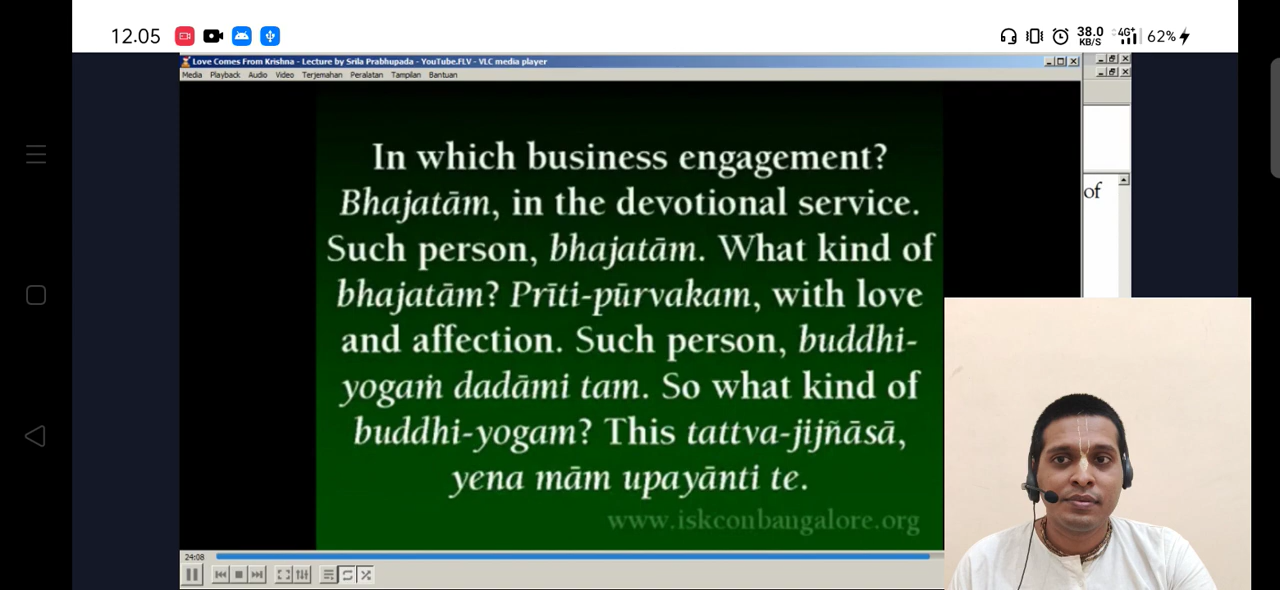 12.05
38.0
KB/S
4G+
62%
Love Comes From Krishna - Lecture by Srila Prabhupada - YouTube.FLV - VLC media player
Media Playback Audio Video Terjemahan Peralatan Tampilan Bantuan
In which business engagement?
Bhajatām, in the devotional service.
Such person, bhajatām. What kind of
bhajatām? Prīti-pūrvakam, with love
and affection. Such person, buddhi-
yogaṁ dadāmi tam. So what kind of
buddhi-yogam? This tattva-jijñāsā,
yena mām upayānti te.
www.iskconbangalore.org
of
24:08